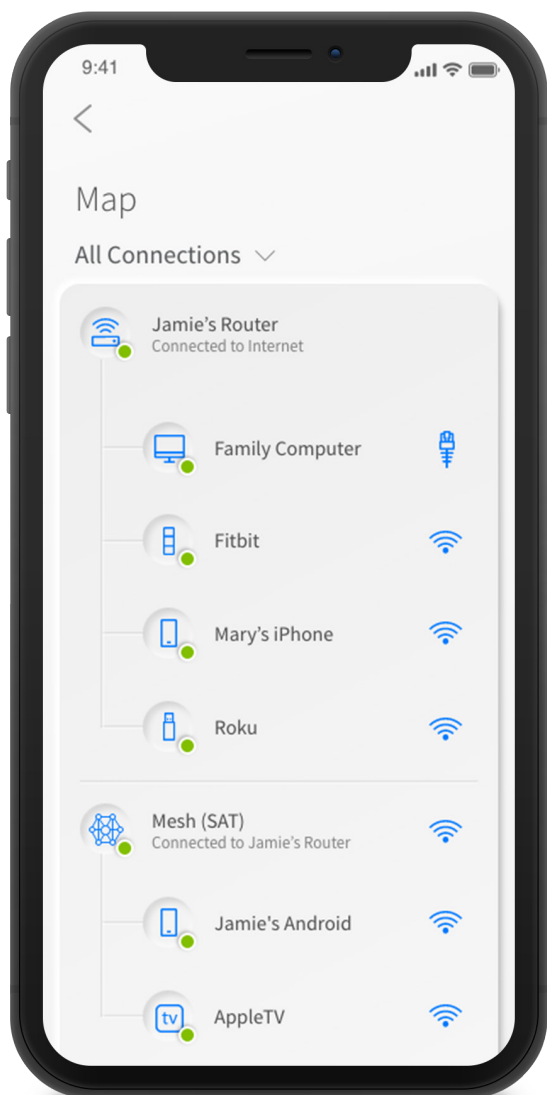 9:41
Map
All Connections
Jamie’s Router
Connected to Internet
Family Computer
Fitbit
Mary’s iPhone
Roku
Mesh (SAT)
Connected to Jamie’s Router
Jamie's Android
tv
AppleTV